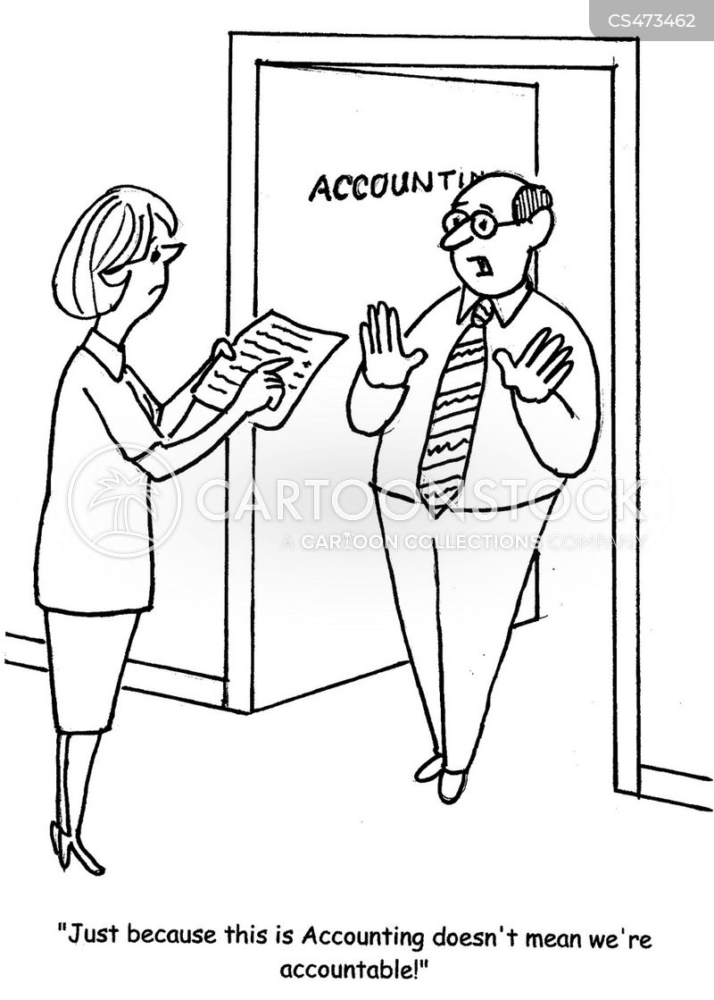 CS473462
ACCOUNTIN
CARTOONSTOCK
A CARTOON COLLECTIONS COMPANY
"Just because this is Accounting doesn't mean we're
accountable!"